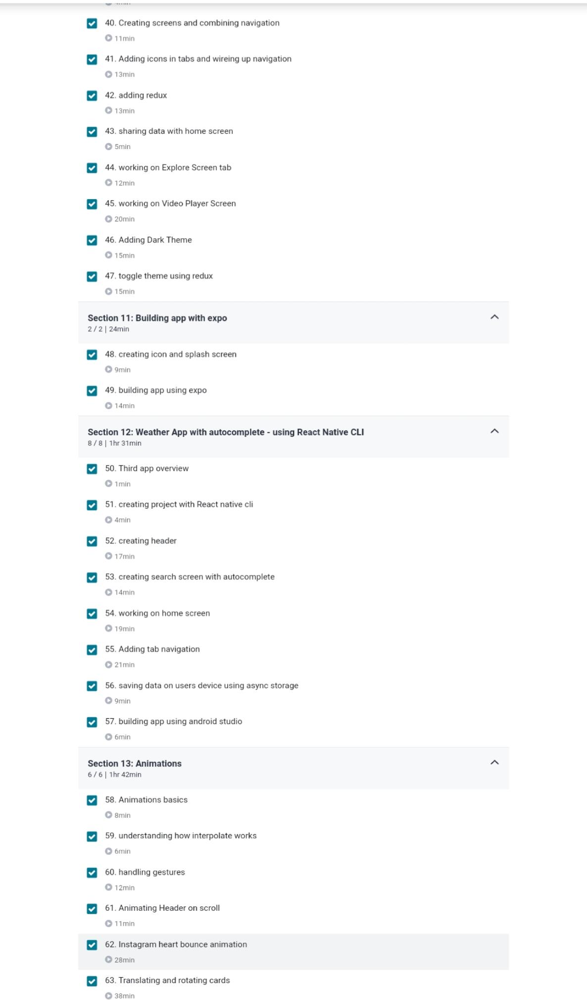 40. Creating screens and combining navigation
11min
41. Adding icons in tabs and wireing up navigation
13min
42. adding redux
13min
43. sharing data with home screen
5min
44. working on Explore Screen tab
12min
45. working on Video Player Screen
20min
46. Adding Dark Theme
15min
47. toggle theme using redux
15min
Section 11: Building app with expo
2 / 2 | 24min
48. creating icon and splash screen
9min
49. building app using expo
14min
Section 12: Weather App with autocomplete - using React Native CLI
8 / 8 | 1hr 31min
50. Third app overview
1min
51. creating project with React native cli
4min
52. creating header
17min
53. creating search screen with autocomplete
14min
54. working on home screen
19min
55. Adding tab navigation
21min
56. saving data on users device using async storage
9min
57. building app using android studio
6min
Section 13: Animations
6 / 6 | 1hr 42min
58. Animations basics
8min
59. understanding how interpolate works
6min
60. handling gestures
12min
61. Animating Header on scroll
11min
62. Instagram heart bounce animation
28min
63. Translating and rotating cards
38min